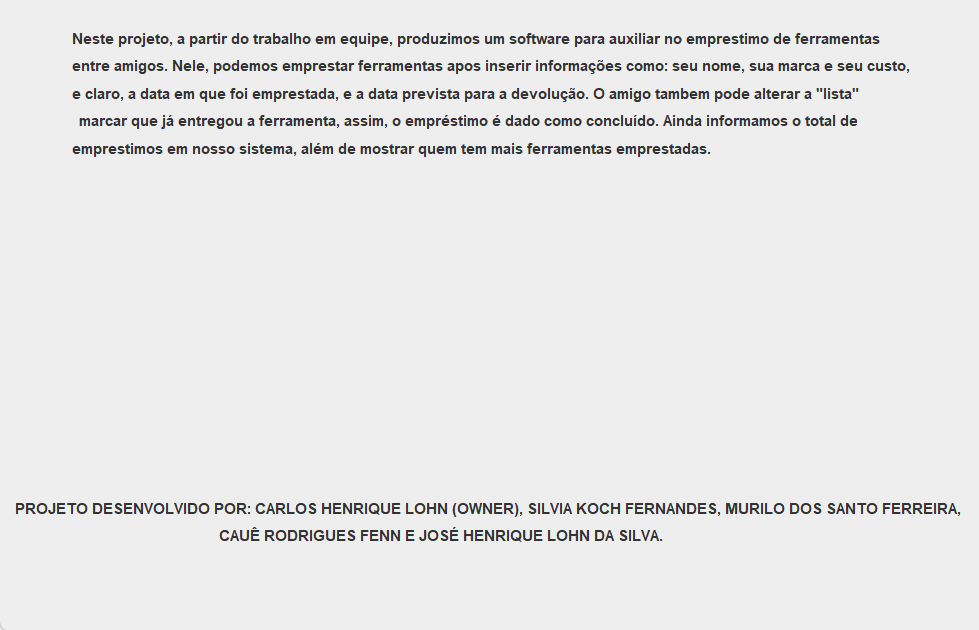 Neste projeto, a partir do trabalho em equipe, produzimos um software para auxiliar no emprestimo de ferramentas
entre amigos. Nele, podemos emprestar ferramentas apos inserir informações como: seu nome, sua marca e seu custo,
e claro, a data em que foi emprestada, e a data prevista para a devolução. O amigo tambem pode alterar a "lista"
marcar que já entregou a ferramenta, assim, o empréstimo é dado como concluído. Ainda informamos o total de
emprestimos em nosso sistema, além de mostrar quem tem mais ferramentas emprestadas.
PROJETO DESENVOLVIDO POR: CARLOS HENRIQUE LOHN (OWNER), SILVIA KOCH FERNANDES, MURILO DOS SANTO FERREIRA,
CAUÊ RODRIGUES FENN E JOSÉ HENRIQUE LOHN DA SILVA.